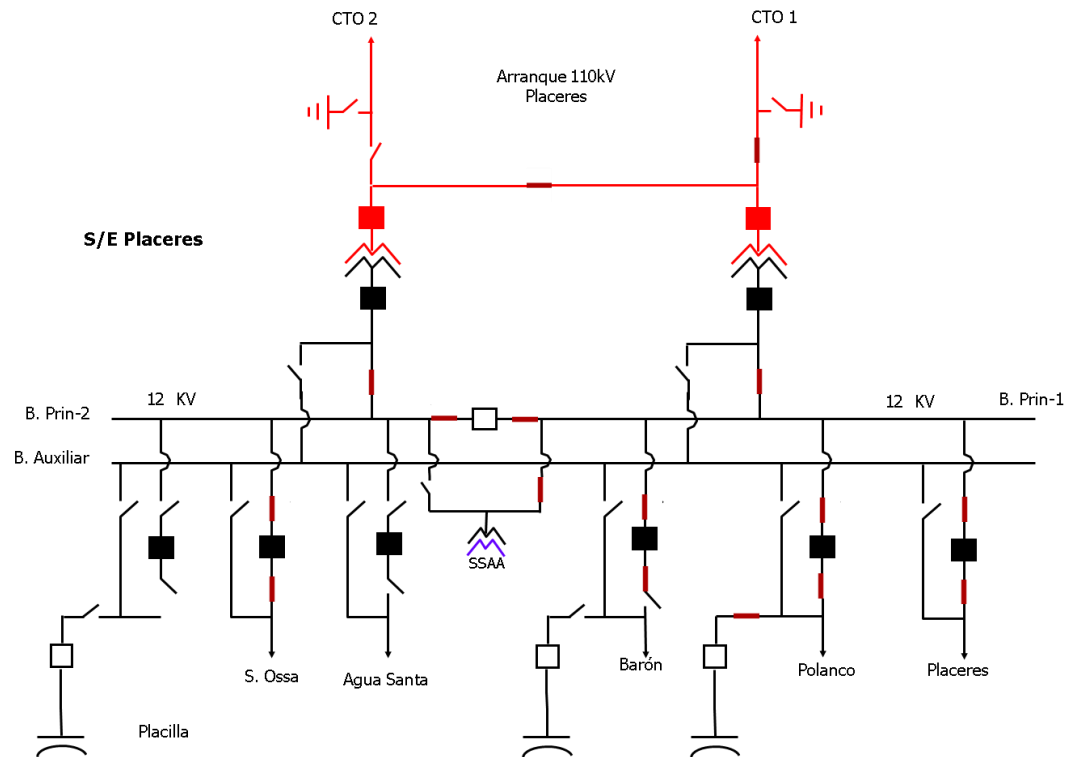 CTO 2
CTO 1
Arranque 110kV
Placeres
S/E Placeres
12 KV
12 KV
B. Prin-2
B. Prin-1
B. Auxiliar
SSAA
S. Ossa
Agua Santa
Barón
Polanco
Placeres
Placilla